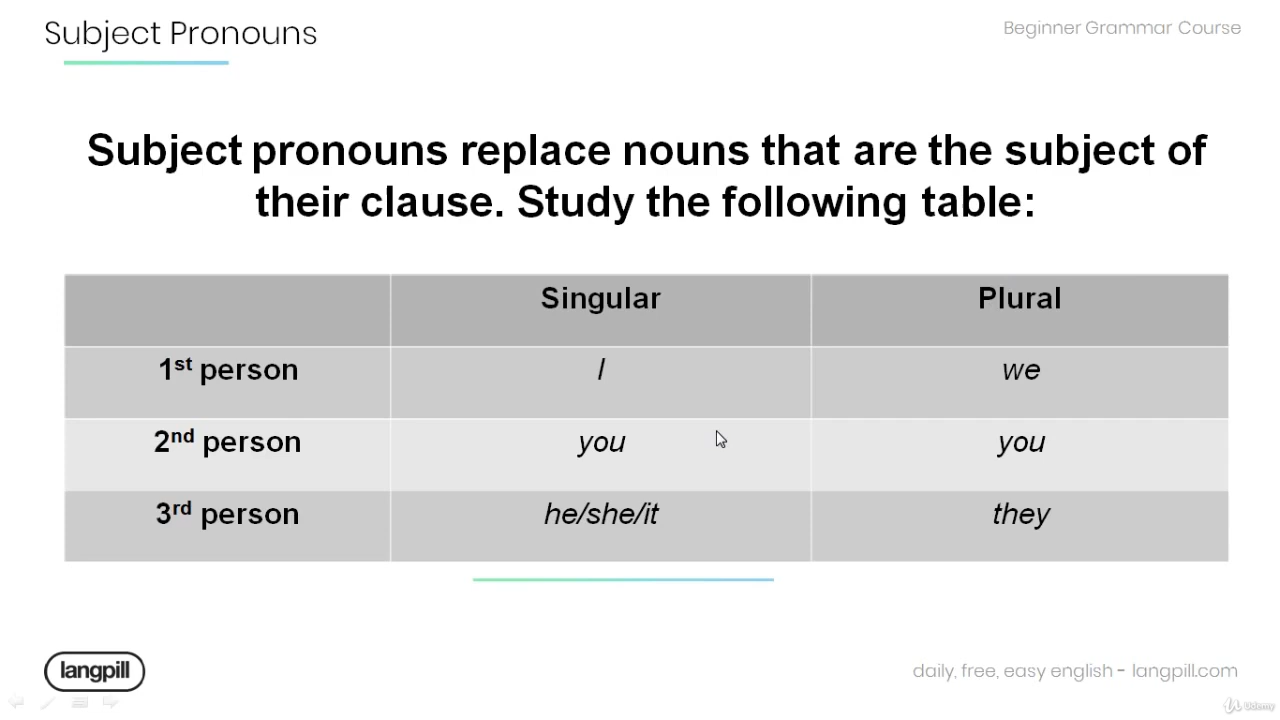 Subject Pronouns
Beginner Grammar Course
Subject pronouns replace nouns that are the subject of
their clause. Study the following table:
Singular Plural
1st person I we
2nd person you you
3rd person he/she/it they
langpill
daily, free, easy english - langpill.com
Udemy